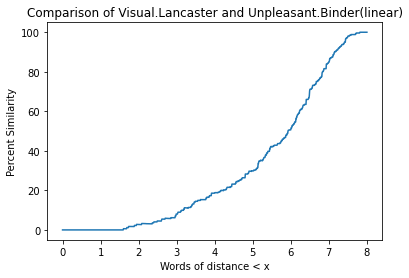 Comparison of Visual.Lancaster and Unpleasant.Binder(linear)
100
80
60
40
20
0
Percent Similarity
0 1 2 3 4 5 6 7 8
Words of distance < x